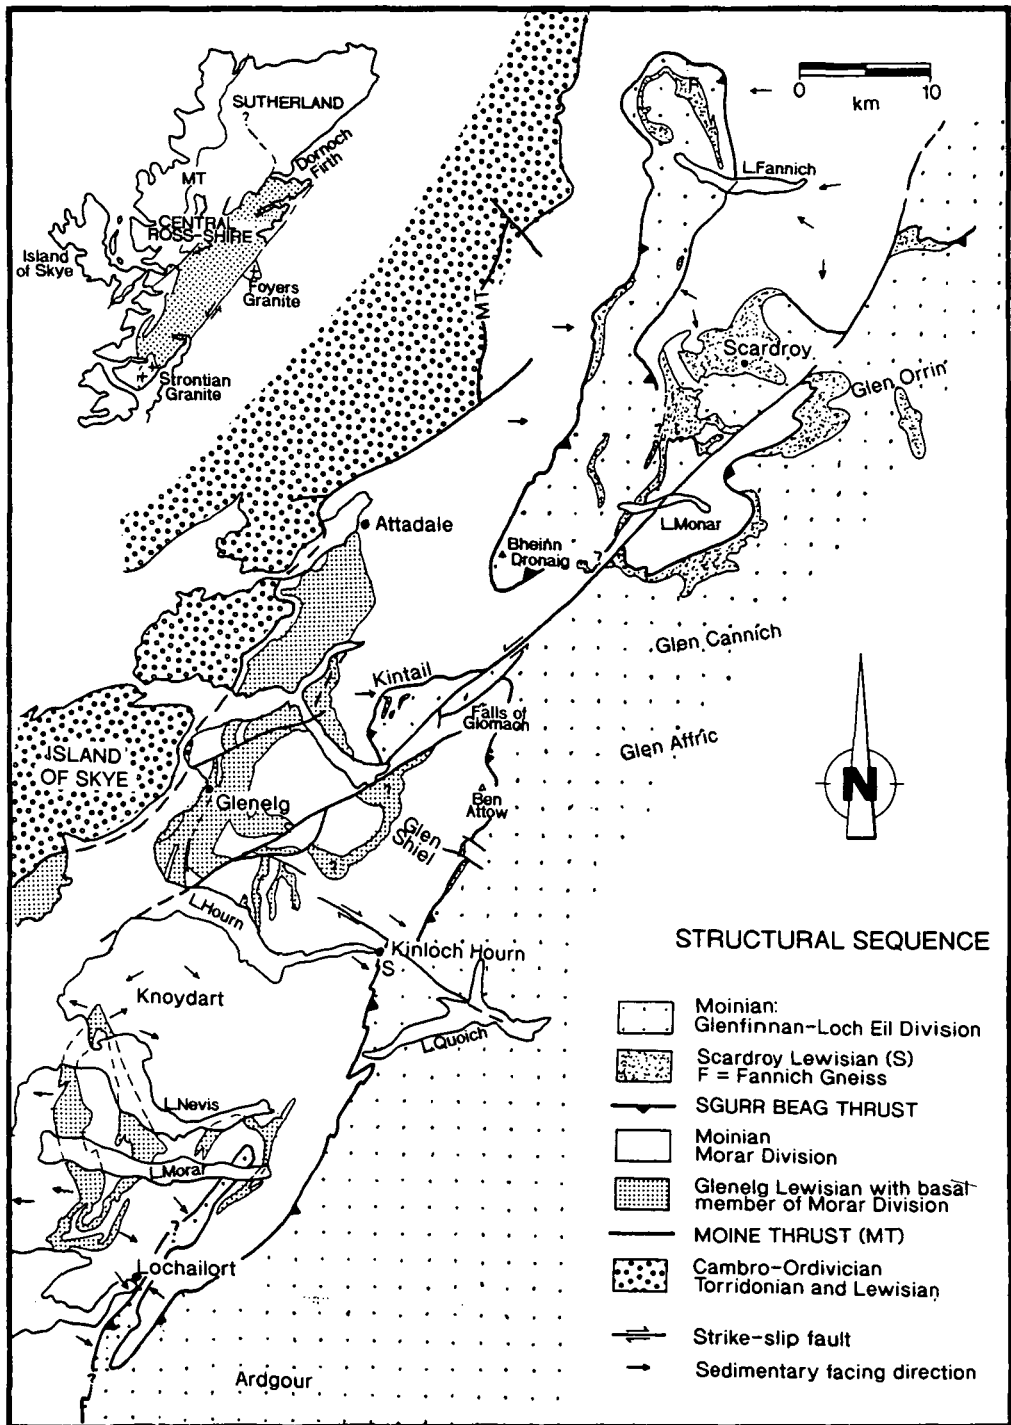 SUTHERLAND
?
Dornoch
Firth
MT
CENTRAL
ROSS-SHIRE
Island
of Skye
Foyers
Granite
Strontian
Granite
0
10
km
F
L.Fannich
MT
Scardroy
Glen Orrin
Attadale
L.Monar
Bheinn
Dronaig
?
Glen Cannich
Kintail
Falls of
Glomach
Glen Affric
ISLAND
OF SKYE
N
Glenelg
Ben
Attow
Glen
Shiel
?
?
L.Hourn
Kinloch Hourn
S
Knoydart
L.Quoich
L.Nevis
L.Morar
?
Lochailort
?
Ardgour
STRUCTURAL SEQUENCE
Moinian:
Glenfinnan-Loch Eil Division
Scardroy Lewisian (S)
F = Fannich Gneiss
SGURR BEAG THRUST
Moinian
Morar Division
Glenelg Lewisian with basal
member of Morar Division
MOINE THRUST (MT)
Cambro-Ordivician
Torridonian and Lewisian
Strike-slip fault
Sedimentary facing direction